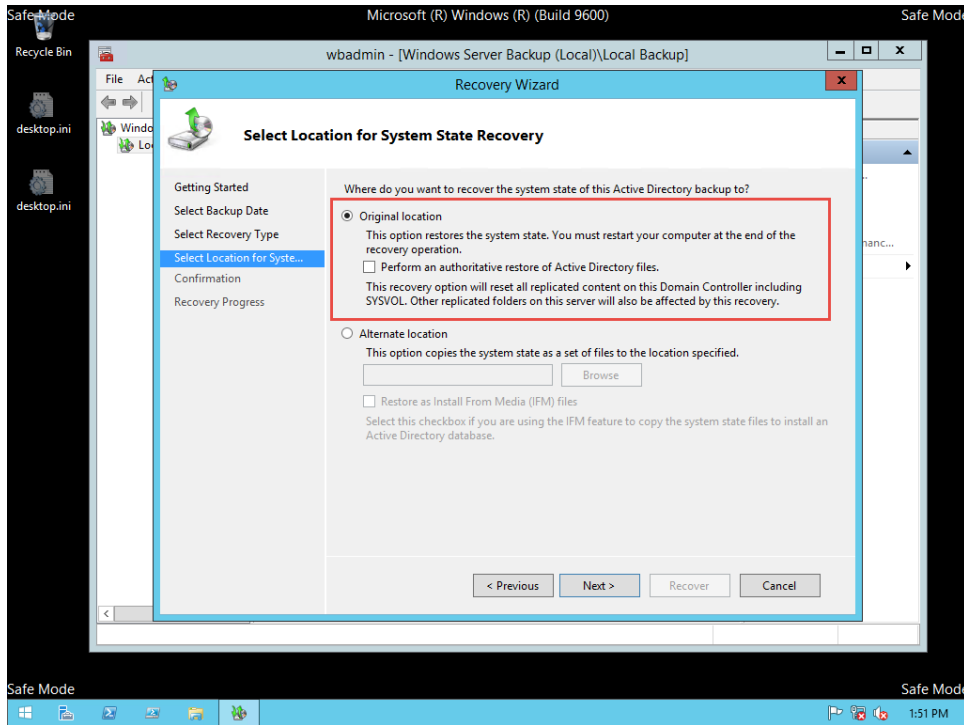 Safe Mode
Microsoft (R) Windows (R) (Build 9600)
Safe Mode
Recycle Bin
desktop.ini
desktop.ini
wbadmin - [Windows Server Backup (Local)\Local Backup]
File Act
Windo
Loc
hanc...
Recovery Wizard
Select Location for System State Recovery
Getting Started
Select Backup Date
Select Recovery Type
Select Location for Syste...
Confirmation
Recovery Progress
Where do you want to recover the system state of this Active Directory backup to?
Original location
This option restores the system state. You must restart your computer at the end of the
recovery operation.
Perform an authoritative restore of Active Directory files.
This recovery option will reset all replicated content on this Domain Controller including
SYSVOL. Other replicated folders on this server will also be affected by this recovery.
Alternate location
This option copies the system state as a set of files to the location specified.
Browse
Restore as Install From Media (IFM) files
Select this checkbox if you are using the IFM feature to copy the system state files to install an
Active Directory database.
< Previous
Next >
Recover
Cancel
Safe Mode
Safe Mode
1:51 PM